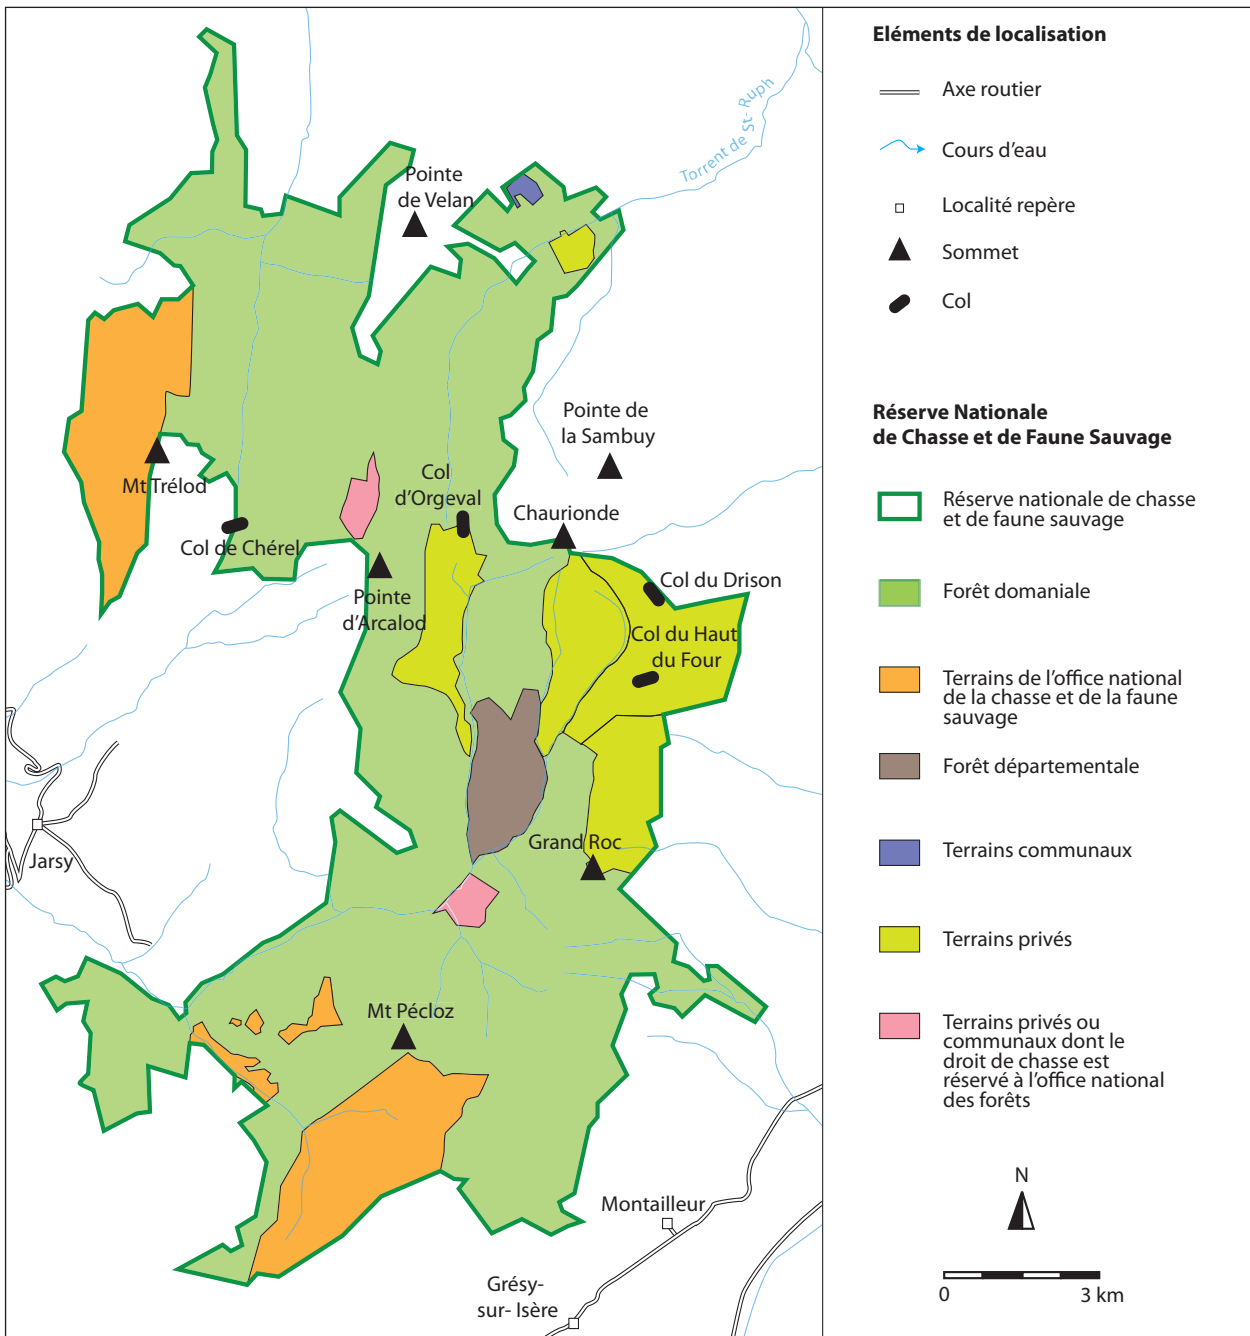 Torrent de St- Ruph
Pointe
de Velan
Pointe de
la Sambuy
Col
d'Orgeval
Mt Trélod
Chaurionde
Col de Chérel
Col du Drison
Pointe
d'Arcalod
Col du Haut
du Four
Grand Roc
Jarsy
Mt Pécloz
Montailleur
Grésy-
sur- Isère
Eléments de localisation
Axe routier
Cours d'eau
Localité repère
Sommet
Col
Réserve Nationale
de Chasse et de Faune Sauvage
Réserve nationale de chasse
et de faune sauvage
Forêt domaniale
Terrains de l'office national
de la chasse et de la faune
sauvage
Forêt départementale
Terrains communaux
Terrains privés
Terrains privés ou
communaux dont le
droit de chasse est
réservé à l'office national
des forêts
N
0 3 km